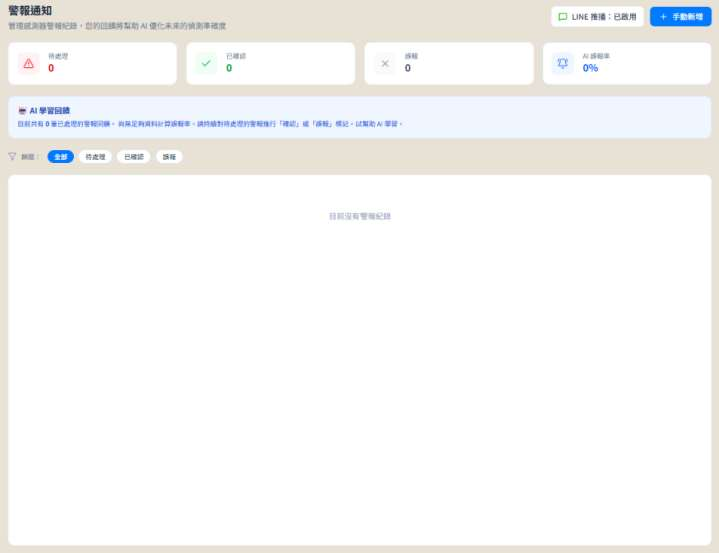 警報通知
管理感測器警報紀錄，您的回饋將幫助 AI 優化未來的偵測準確度
LINE 推播：已啟用
＋ 手動新增
待處理
0
已確認
0
誤報
0
AI 誤報率
0%
AI 學習回饋
目前共有 0 筆已處理的警報回饋。 尚無足夠資料計算誤報率。請持續對待處理的警報進行「確認」或「誤報」標記，以幫助 AI 學習。
篩選：
全部
待處理
已確認
誤報
目前沒有警報紀錄